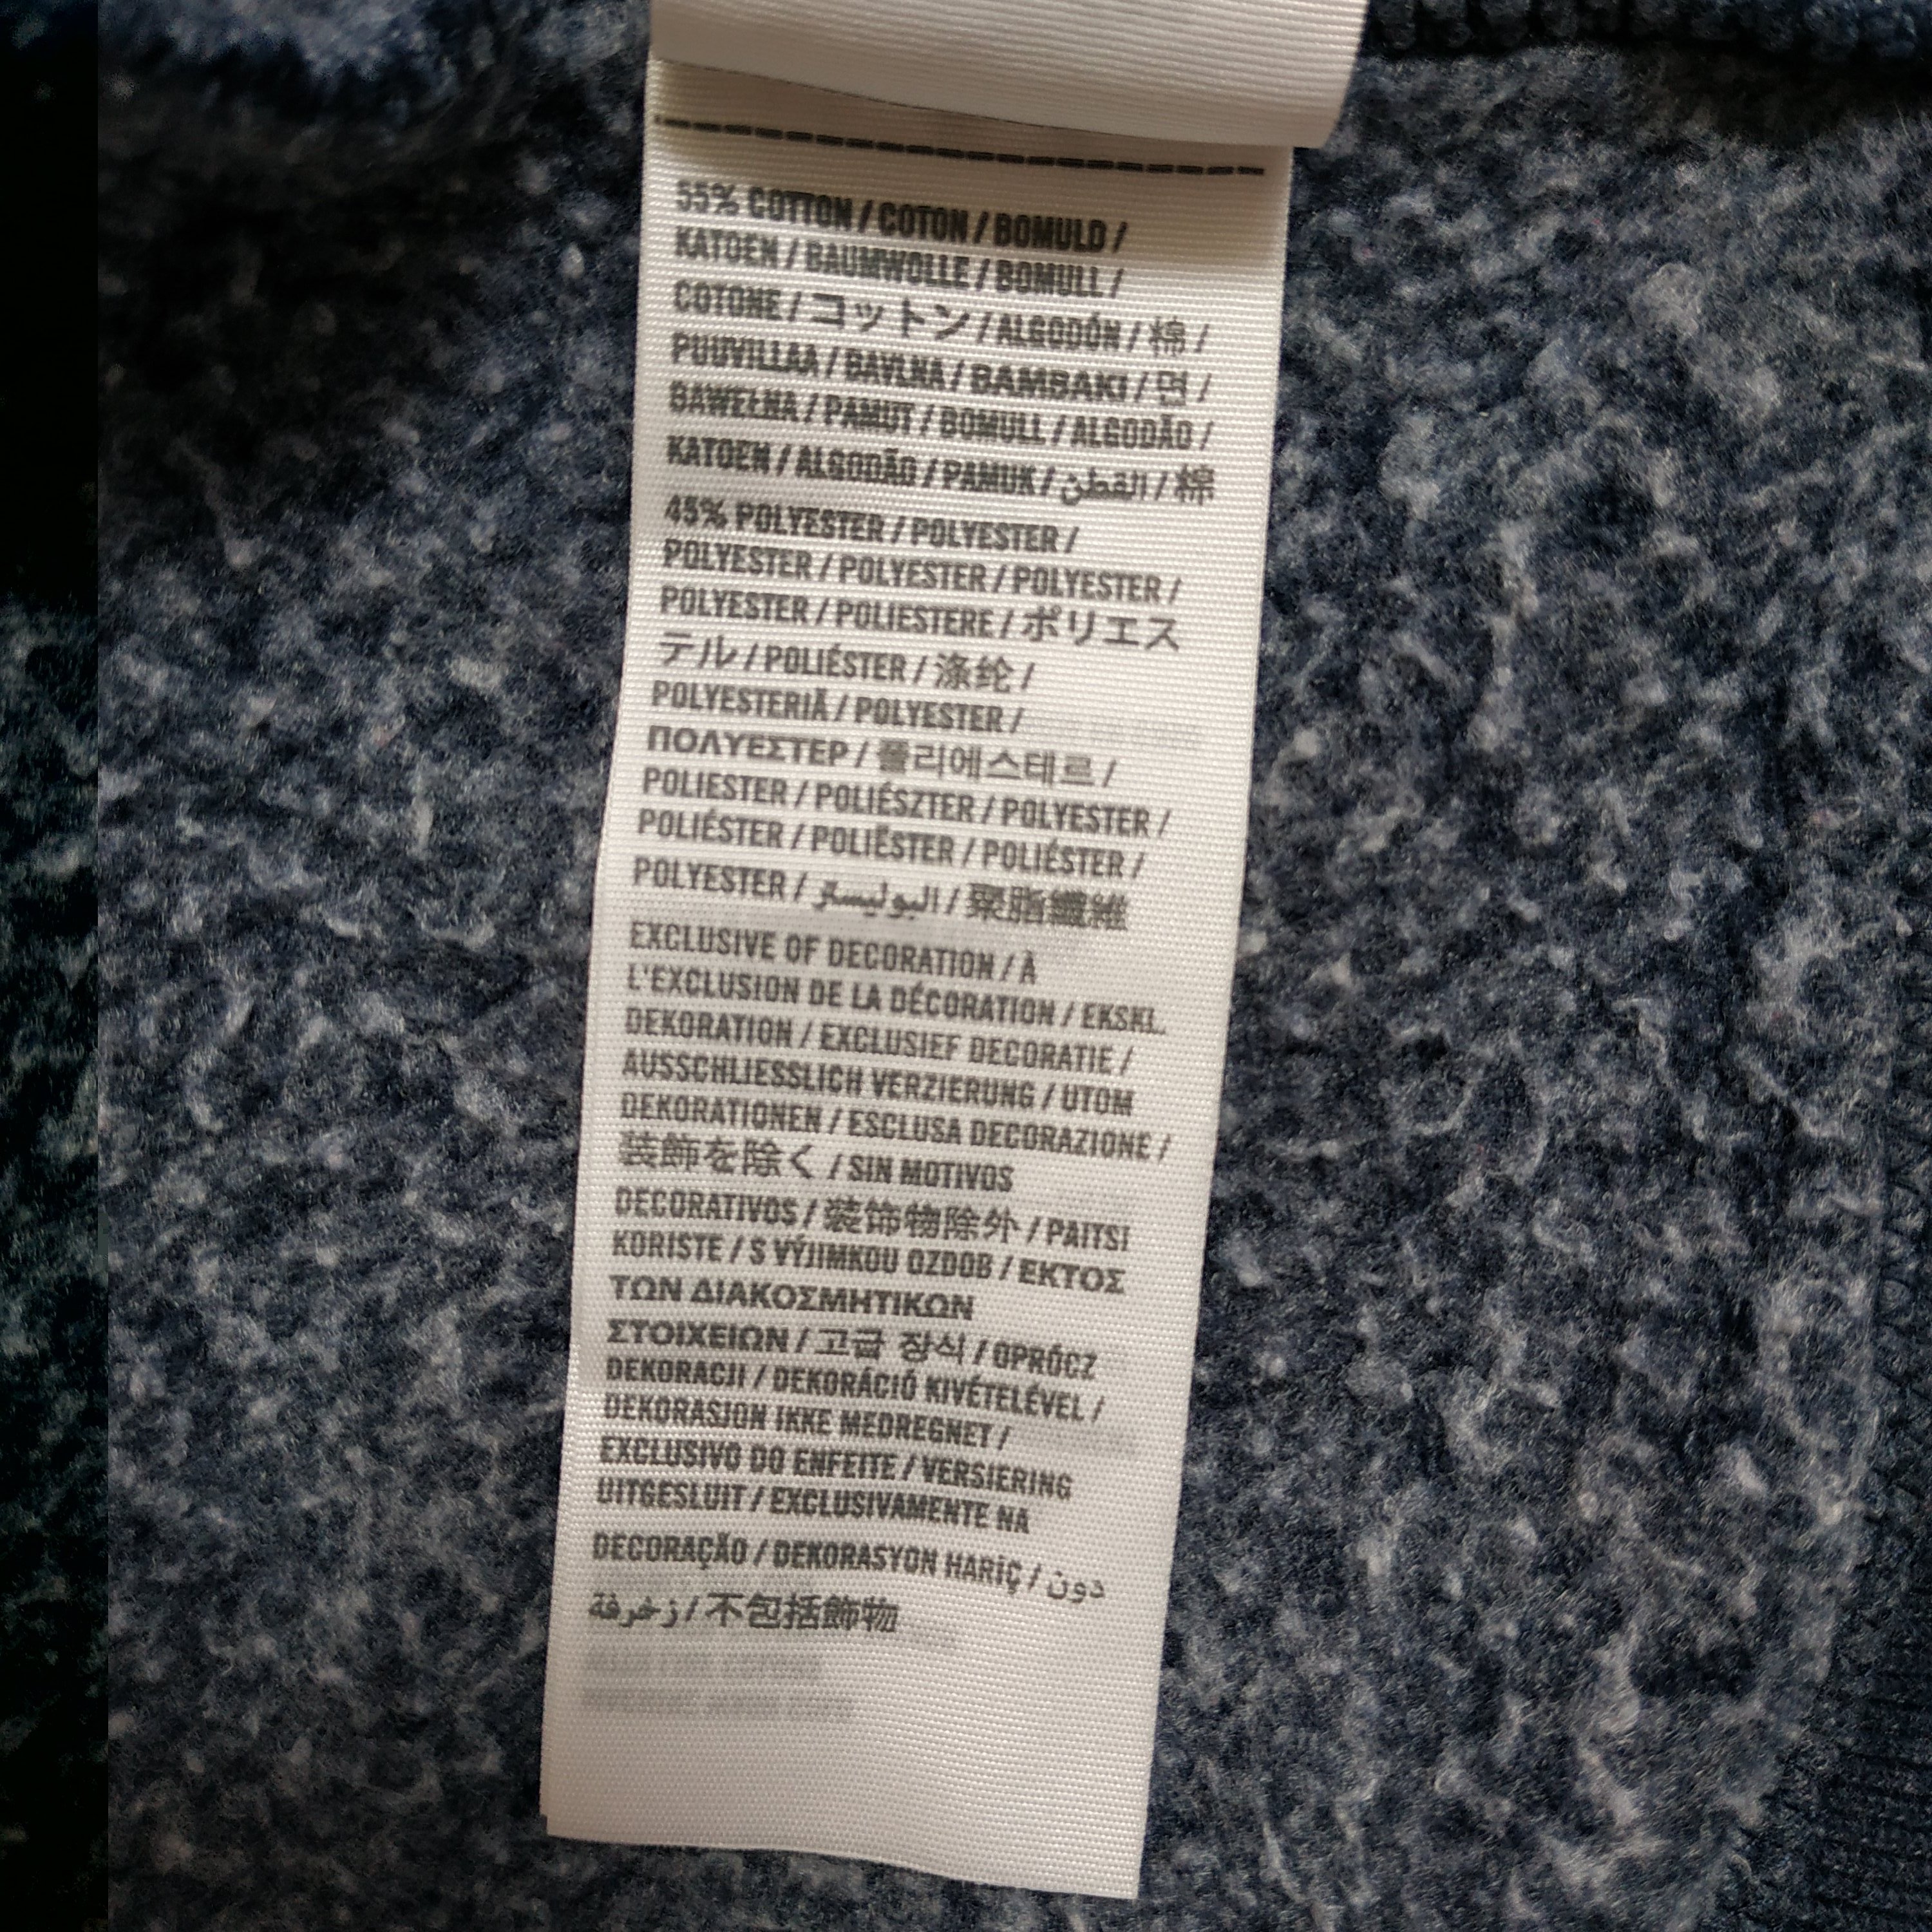 55% COTTON / COTON / BOMULD /
KATOEN / BAUMWOLLE / BOMULL /
COTONE / コットン / ALGODÓN / 棉 /
PUUVILLAA / BAVLNA / BAMBAKI / 면 /
BAWEŁNA / PAMUT / BOMULL / ALGODÃO /
KATOEN / ALGODÃO / PAMUK / القطن / 綿
45% POLYESTER / POLYESTER /
POLYESTER / POLYESTER / POLYESTER /
POLYESTER / POLIESTERE / ポリエス
テル / POLIÉSTER / 涤纶 /
POLYESTERIÄ / POLYESTER /
ΠΟΛΥΕΣΤΕΡ / 폴리에스테르 /
POLIESTER / POLIÉSZTER / POLYESTER /
POLIÉSTER / POLIËSTER / POLIÉSTER /
POLYESTER / البوليستر / 聚脂纖維
EXCLUSIVE OF DECORATION / À
L'EXCLUSION DE LA DÉCORATION / EKSKL.
DEKORATION / EXCLUSIEF DECORATIE /
AUSSCHLIESSLICH VERZIERUNG / UTOM
DEKORATIONEN / ESCLUSA DECORAZIONE /
装飾を除く / SIN MOTIVOS
DECORATIVOS / 装饰物除外 / PAITSI
KORISTE / S VÝJIMKOU OZDOB / ΕΚΤΟΣ
ΤΩΝ ΔΙΑΚΟΣΜΗΤΙΚΩΝ
ΣΤΟΙΧΕΙΩΝ / 고급 장식 / OPRÓCZ
DEKORACJI / DEKORÁCIÓ KIVÉTELÉVEL /
DEKORASJON IKKE MEDREGNET /
EXCLUSIVO DO ENFEITE / VERSIERING
UITGESLUIT / EXCLUSIVAMENTE NA
DECORAÇÃO / DEKORASYON HARİÇ / دون
زخرفة / 不包括飾物